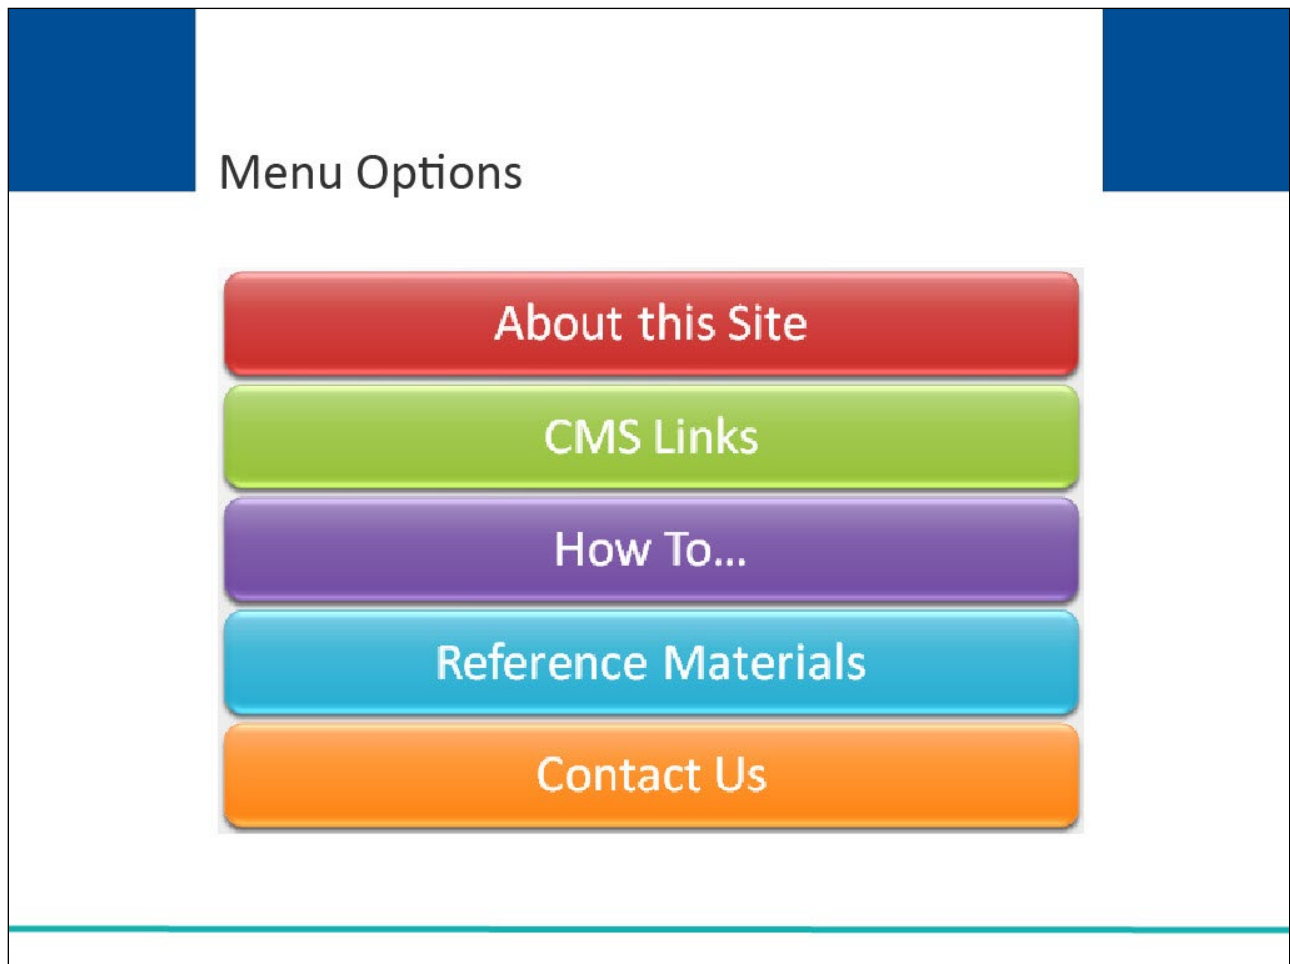 Menu Options
About this Site
CMS Links
How To...
Reference Materials
Contact Us